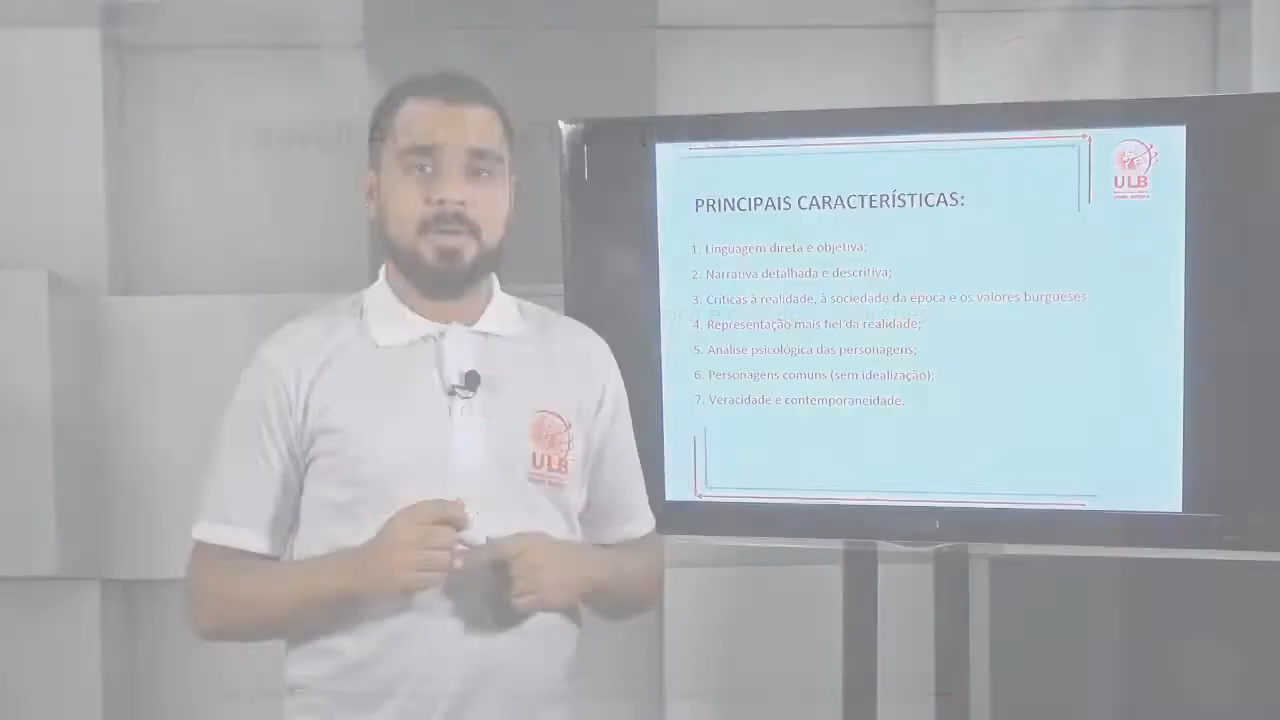 ULB
PRINCIPAIS CARACTERÍSTICAS:
1. Linguagem direta e objetiva;
2. Narrativa detalhada e descritiva;
3. Críticas à realidade, à sociedade da época e os valores burgueses
4. Representação mais fiel da realidade;
5. Análise psicológica das personagens;
6. Personagens comuns (sem idealização);
7. Veracidade e contemporaneidade.
ULB